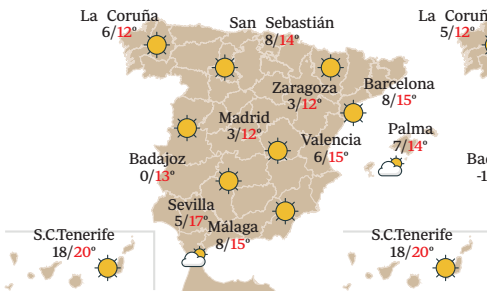 La Coruña
6/12º
San Sebastián
8/14º
Zaragoza
3/12º
Barcelona
8/15º
Madrid
3/12º
Valencia
6/15º
Palma
7/14º
Badajoz
0/13º
Sevilla
5/17º
Málaga
8/15º
S.C.Tenerife
18/20º
La Coruñ
5/12º
Bad
-1
S.C.Tenerife
18/20º